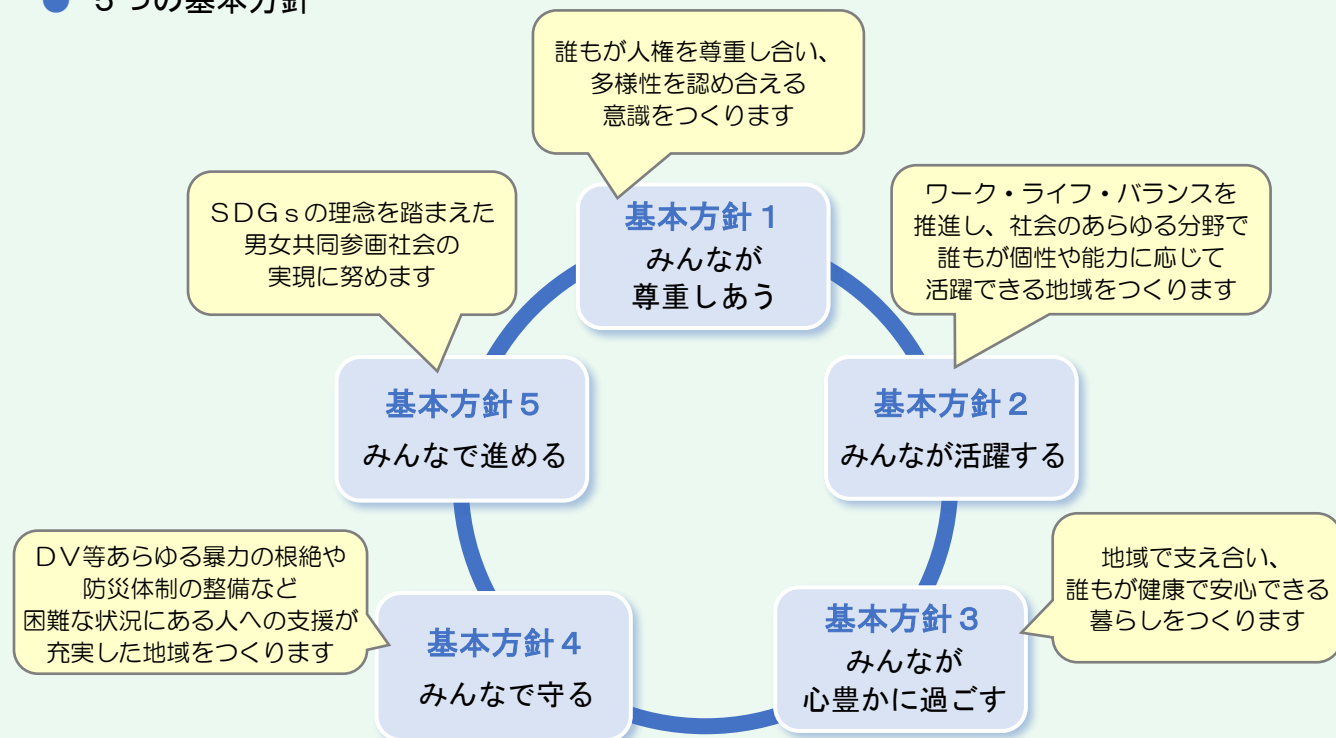 ● 5つの基本方針
誰もが人権を尊重し合い、
多様性を認め合える
意識をつくります
基本方針1
みんなが
尊重しあう
ワーク・ライフ・バランスを
推進し、社会のあらゆる分野で
誰もが個性や能力に応じて
活躍できる地域をつくります
基本方針2
みんなが活躍する
地域で支え合い、
誰もが健康で安心できる
暮らしをつくります
基本方針3
みんなが
心豊かに過ごす
DV等あらゆる暴力の根絶や
防災体制の整備など
困難な状況にある人への支援が
充実した地域をつくります
基本方針4
みんなで守る
SDGsの理念を踏まえた
男女共同参画社会の
実現に努めます
基本方針5
みんなで進める